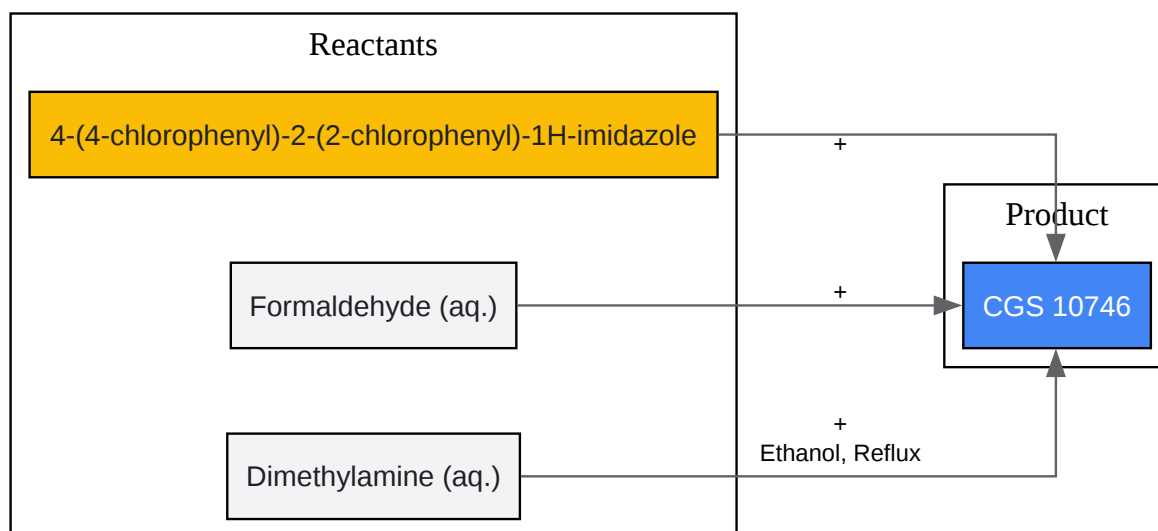 Reactants
4-(4-chlorophenyl)-2-(2-chlorophenyl)-1H-imidazole
+
Product
Formaldehyde (aq.)
+
CGS 10746
+
Dimethylamine (aq.)
Ethanol, Reflux